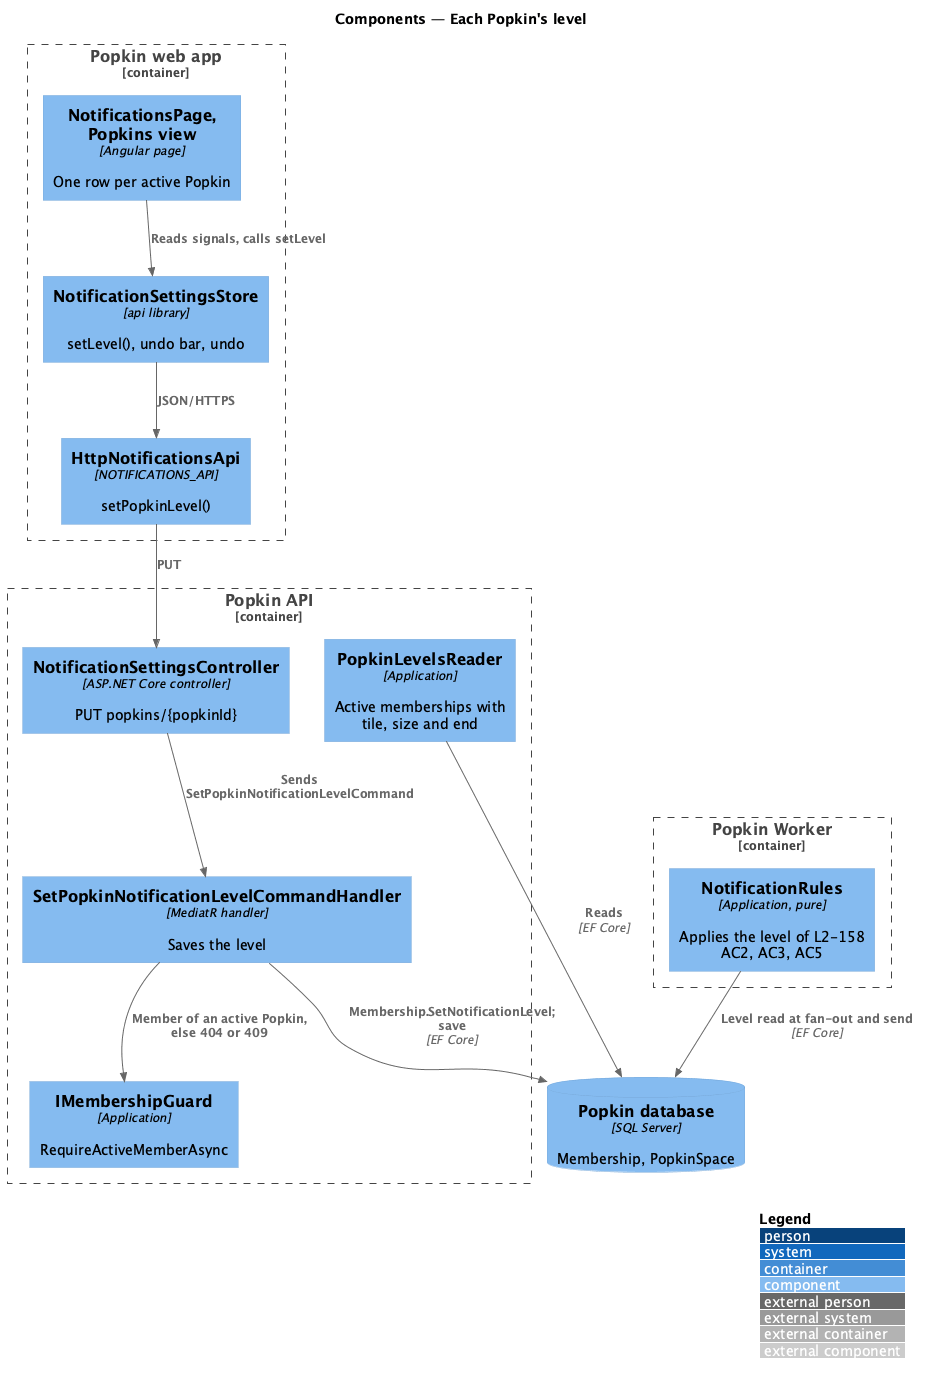 Components — Each Popkin's level
Popkin web app
[container]
NotificationsPage,
Popkins view
[Angular page]
One row per active Popkin
Reads signals, calls setLevel
NotificationSettingsStore
[api library]
setLevel(), undo bar, undo
JSON/HTTPS
HttpNotificationsApi
[NOTIFICATIONS_API]
setPopkinLevel()
PUT
Popkin API
[container]
NotificationSettingsController
[ASP.NET Core controller]
PUT popkins/{popkinId}
PopkinLevelsReader
[Application]
Active memberships with
tile, size and end
Sends
SetPopkinNotificationLevelCommand
Popkin Worker
[container]
NotificationRules
[Application, pure]
Applies the level of L2-158
AC2, AC3, AC5
SetPopkinNotificationLevelCommandHandler
[MediatR handler]
Saves the level
Reads
[EF Core]
Member of an active Popkin,
else 404 or 409
Membership.SetNotificationLevel;
save
[EF Core]
Level read at fan-out and send
[EF Core]
IMembershipGuard
[Application]
RequireActiveMemberAsync
Popkin database
[SQL Server]
Membership, PopkinSpace
Legend
person
system
container
component
external person
external system
external container
external component